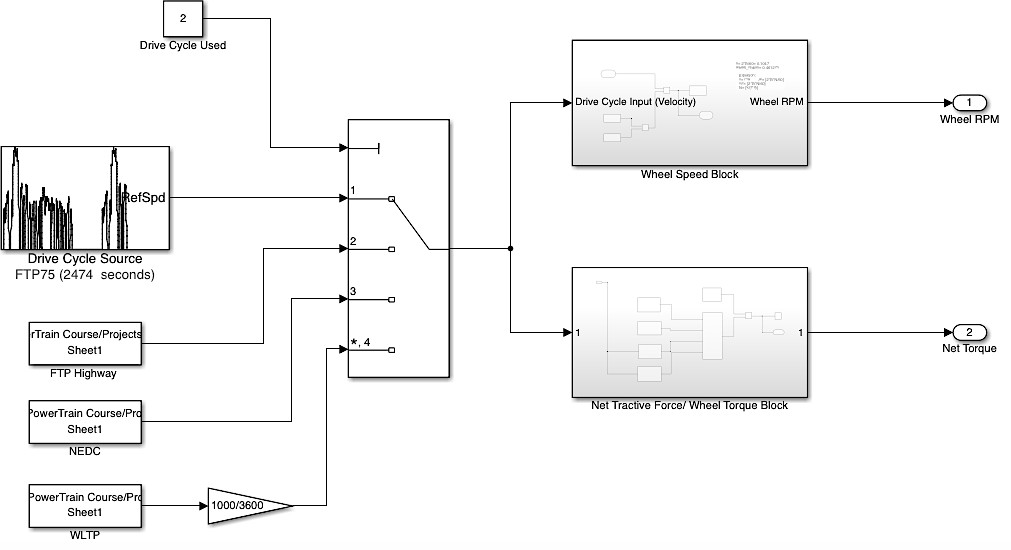 2
Drive Cycle Used
RefSpd
Drive Cycle Source
FTP75 (2474 seconds)
rTrain Course/Projects
Sheet1
FTP Highway
PowerTrain Course/Pro
Sheet1
NEDC
PowerTrain Course/Pro
Sheet1
WLTP
1000/3600
1
2
3
*, 4
Drive Cycle Input (Velocity)
Wheel RPM
Wheel Speed Block
1
Wheel RPM
1
1
Net Tractive Force/ Wheel Torque Block
2
Net Torque